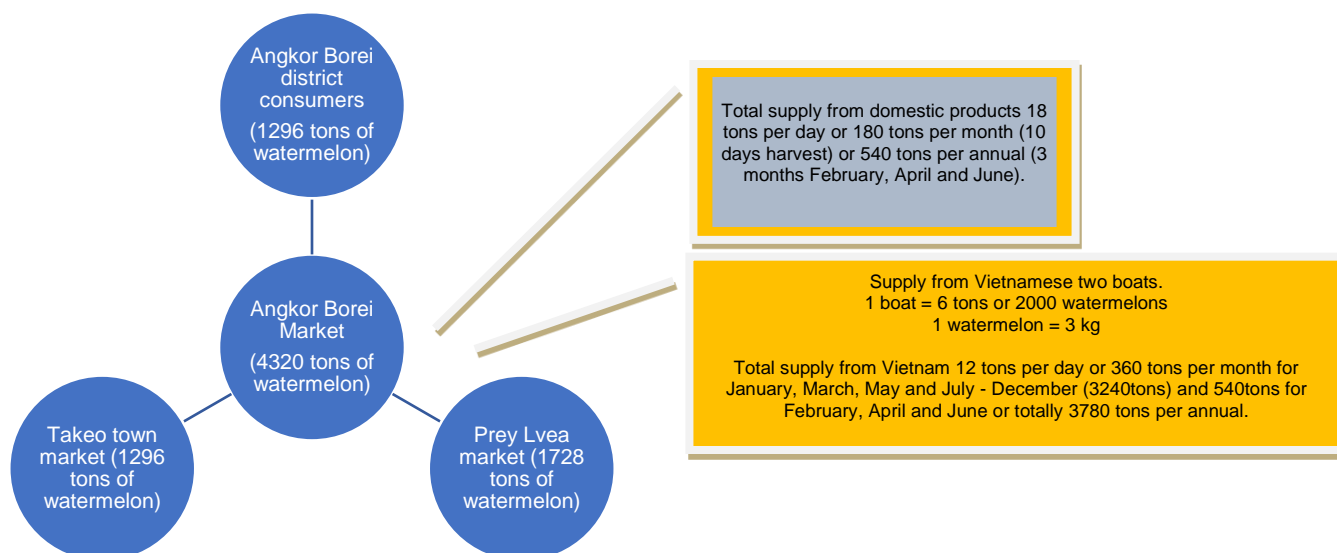 Angkor Borei
district
consumers
(1296 tons of
watermelon)
Total supply from domestic products 18
tons per day or 180 tons per month (10
days harvest) or 540 tons per annual (3
months February, April and June).
Angkor Borei
Market
(4320 tons of
watermelon)
Supply from Vietnamese two boats.
1 boat = 6 tons or 2000 watermelons
1 watermelon = 3 kg
Total supply from Vietnam 12 tons per day or 360 tons per month for
January, March, May and July - December (3240tons) and 540tons for
February, April and June or totally 3780 tons per annual.
Takeo town
market (1296
tons of
watermelon)
Prey Lvea
market (1728
tons of
watermelon)